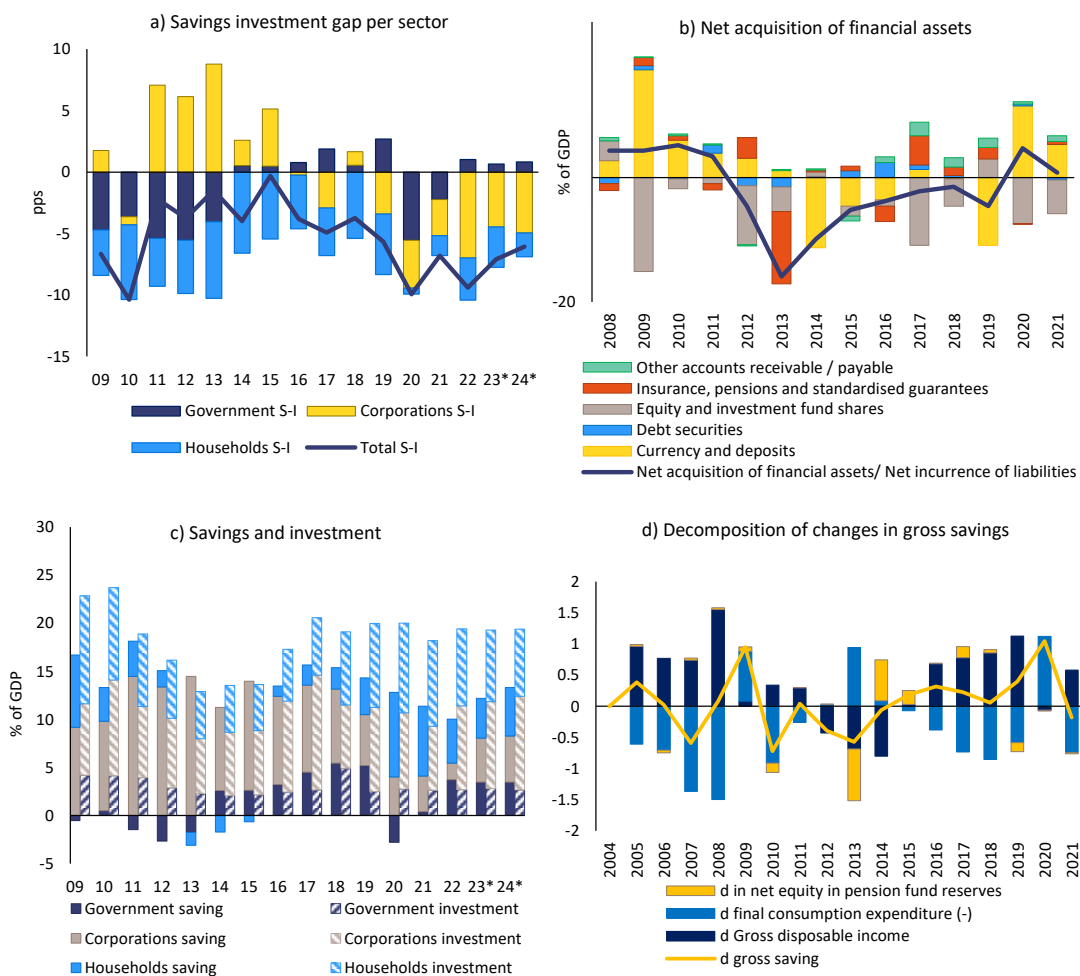 a) Savings investment gap per sector
10
5
0
-5
-10
-15
pps
09 10 11 12 13 14 15 16 17 18 19 20 21 22 23* 24*
Government S-I
Corporations S-I
Households S-I
Total S-I
b) Net acquisition of financial assets
% of GDP
-20
2008 2009 2010 2011 2012 2013 2014 2015 2016 2017 2018 2019 2020 2021
Other accounts receivable / payable
Insurance, pensions and standardised guarantees
Equity and investment fund shares
Debt securities
Currency and deposits
Net acquisition of financial assets/ Net incurrence of liabilities
c) Savings and investment
30
25
20
15
10
5
0
-5
% of GDP
09 10 11 12 13 14 15 16 17 18 19 20 21 22 23* 24*
Government saving
Government investment
Corporations saving
Corporations investment
Households saving
Households investment
d) Decomposition of changes in gross savings
2
1.5
1
0.5
0
-0.5
-1
-1.5
-2
2004 2005 2006 2007 2008 2009 2010 2011 2012 2013 2014 2015 2016 2017 2018 2019 2020 2021
d in net equity in pension fund reserves
d final consumption expenditure (-)
d Gross disposable income
d gross saving